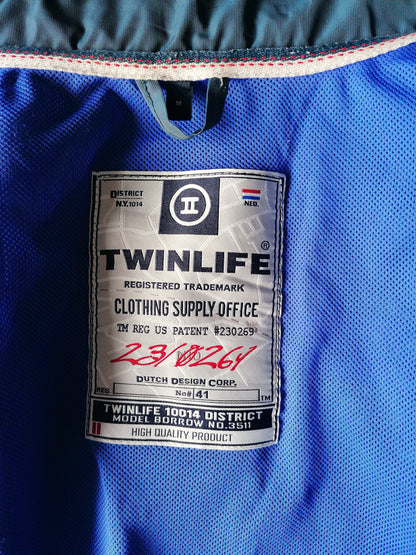 M
DISTRICT
N.Y. 1014
II
NED.
TWINLIFE®
REGISTERED TRADEMARK
CLOTHING SUPPLY OFFICE
TM REG US PATENT #230269
DUTCH DESIGN CORP.
REG. No# 41 TM
TWINLIFE 10014 DISTRICT
MODEL BORROW NO.3511
HIGH QUALITY PRODUCT